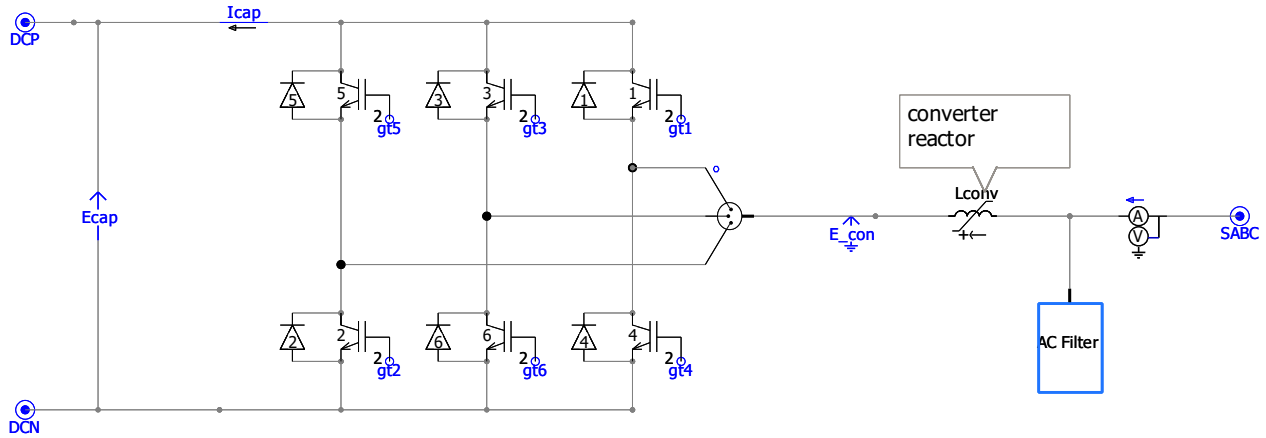 Icap
DCP
5
5
2
gt5
3
3
2
gt3
1
1
2
gt1
converter
reactor
Lconv
+
A
V
Ecap
E_con
SABC
2
2
2
gt2
6
6
2
gt6
4
4
2
gt4
AC Filter
DCN